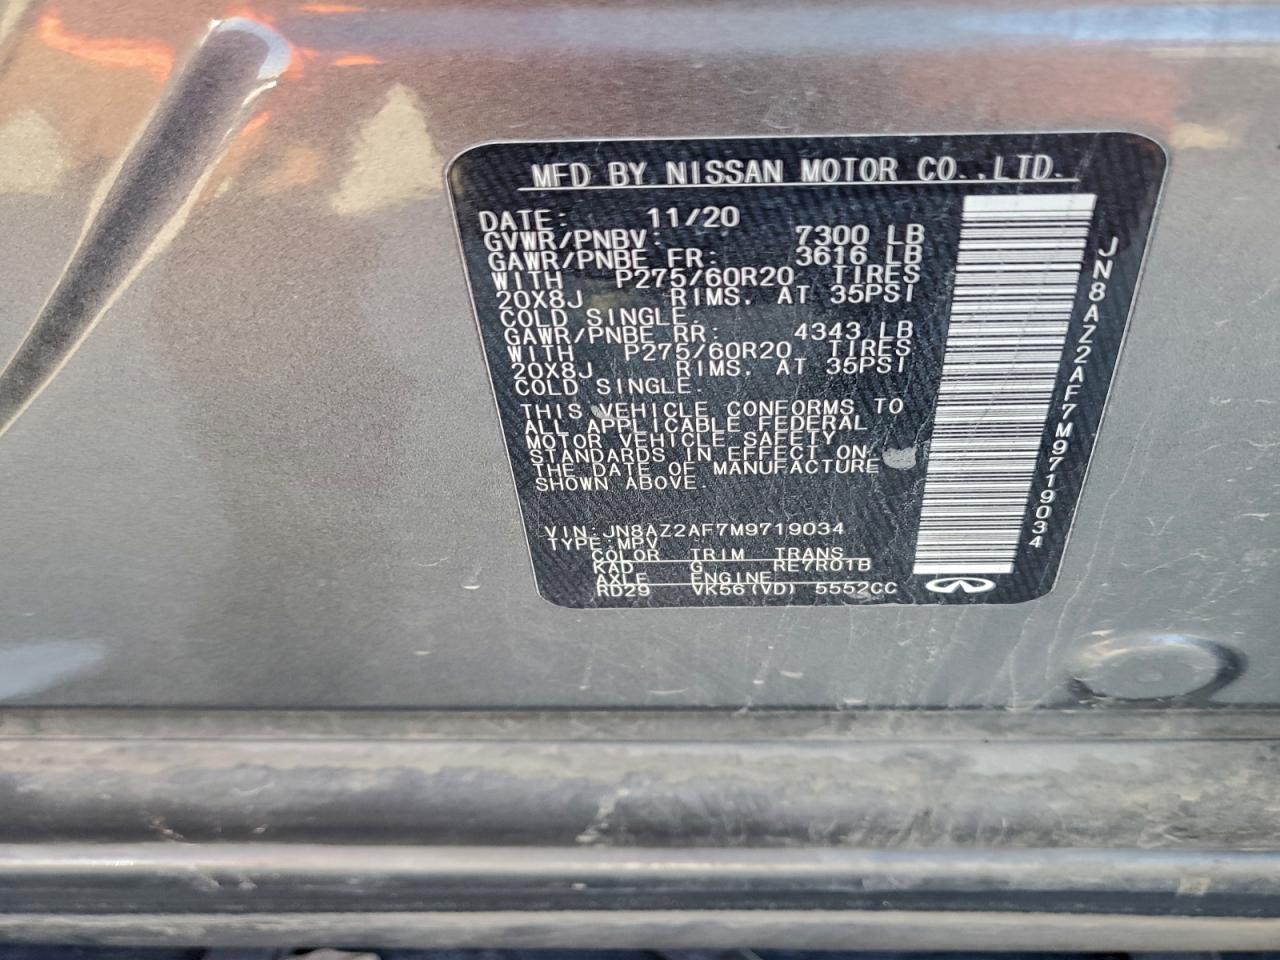 MFD BY NISSAN MOTOR CO.,LTD.
DATE: 11/20
GVWR/PNBV: 7300 LB
GAWR/PNBE FR: 3616 LB
WITH P275/60R20 TIRES
20X8J RIMS. AT 35PSI
COLD SINGLE.
GAWR/PNBE RR: 4343 LB
WITH P275/60R20 TIRES
20X8J RIMS. AT 35PSI
COLD SINGLE.
THIS VEHICLE CONFORMS TO
ALL APPLICABLE FEDERAL
MOTOR VEHICLE SAFETY
STANDARDS IN EFFECT ON
THE DATE OF MANUFACTURE
SHOWN ABOVE.
VIN:JN8AZ2AF7M9719034
TYPE:MPV
COLOR TRIM TRANS
KAD G RE7R01B
AXLE ENGINE
RD29 VK56(VD) 5552CC
JN8AZ2AF7M9719034